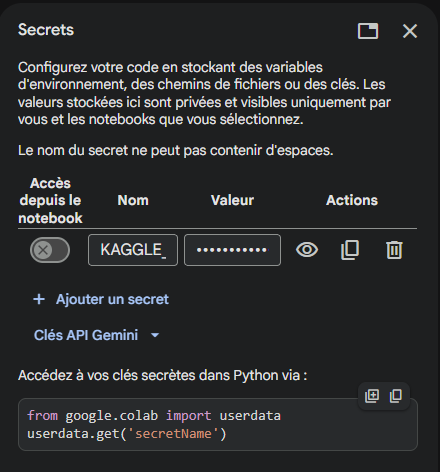 Secrets
Configurez votre code en stockant des variables
d'environnement, des chemins de fichiers ou des clés. Les
valeurs stockées ici sont privées et visibles uniquement par
vous et les notebooks que vous sélectionnez.
Le nom du secret ne peut pas contenir d'espaces.
Accès
depuis le
notebook
Nom
Valeur
Actions
KAGGLE_
•••••••••••
+ Ajouter un secret
Clés API Gemini
Accédez à vos clés secrètes dans Python via :
from google.colab import userdata
userdata.get('secretName')